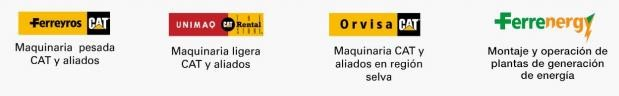 Ferreyros CAT
Maquinaria pesada
CAT y aliados
UNIMAQ CAT THE Rental STORE
Maquinaria ligera
CAT y aliados
Orvisa CAT
Maquinaria CAT y
aliados en región
selva
Ferrenergy
Montaje y operación de
plantas de generación
de energía